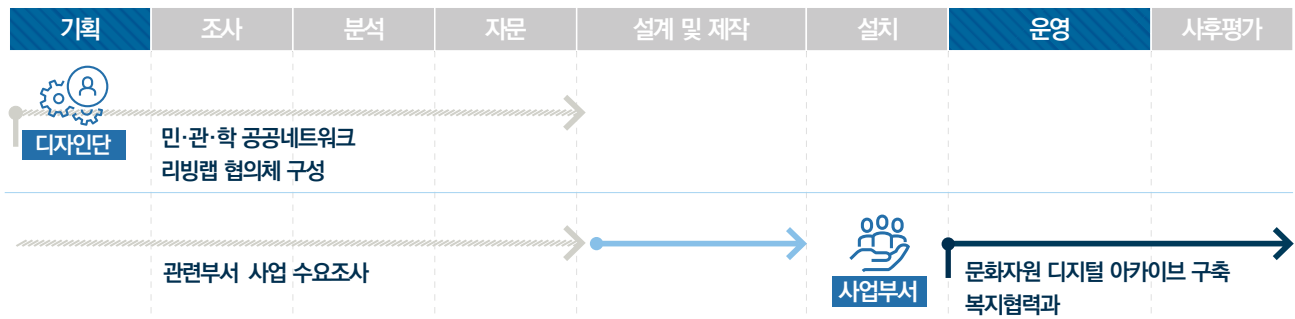 기획 조사 분석 자문 설계 및 제작 설치 운영 사후평가
디자인단
민·관·학 공공네트워크
리빙랩 협의체 구성
관련부서 사업 수요조사
사업부서
문화자원 디지털 아카이브 구축
복지협력과